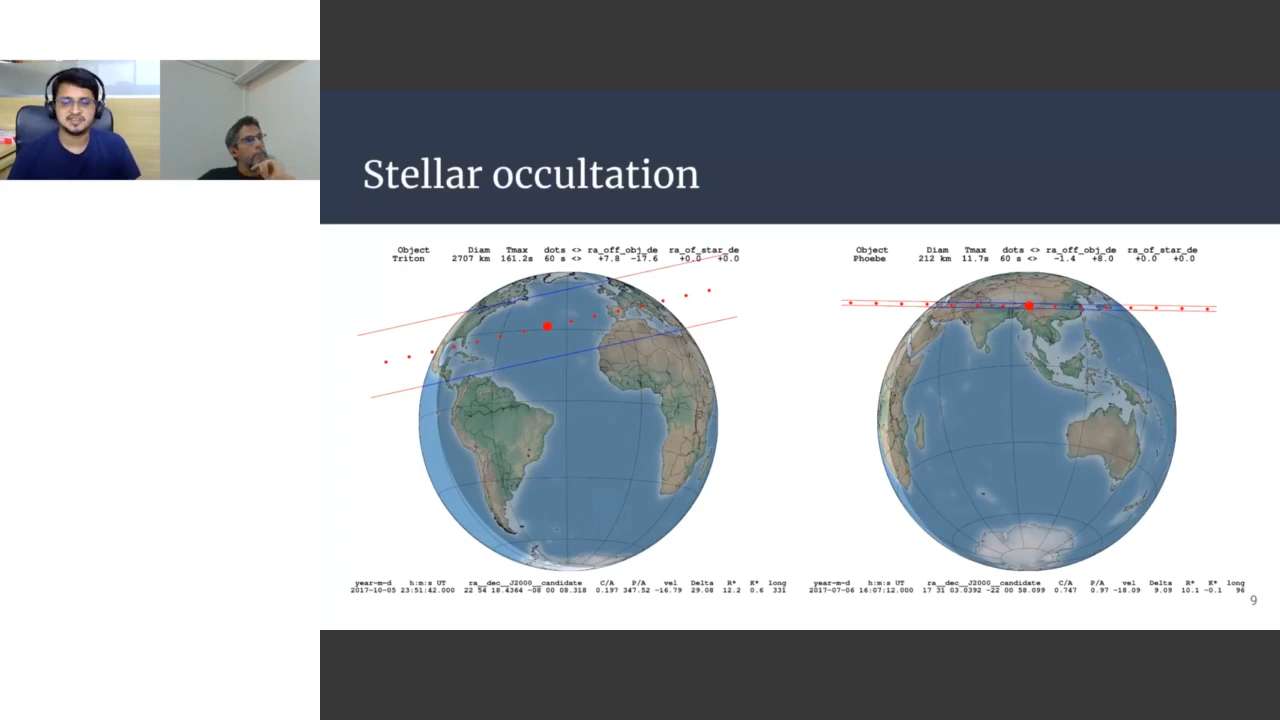 Stellar occultation
Object Diam Tmax dots <> ra_off_obj_de ra_of_star_de
Triton 2707 km 161.2s 60 s <> +7.8 -17.6 +0.0 +0.0
year-m-d h:m:s UT ra__dec__J2000__candidate C/A P/A vel Delta R* K* long
2017-10-05 23:51:42.000 22 54 18.4364 -08 00 08.318 0.197 347.52 -16.79 29.08 12.2 0.6 331
Object Diam Tmax dots <> ra_off_obj_de ra_of_star_de
Phoebe 212 km 11.7s 60 s <> -1.4 +8.0 +0.0 +0.0
year-m-d h:m:s UT ra__dec__J2000__candidate C/A P/A vel Delta R* K* long
2017-07-06 16:07:12.000 17 31 03.0392 -22 00 58.099 0.747 0.97 -18.09 9.09 10.1 -0.1 96
9